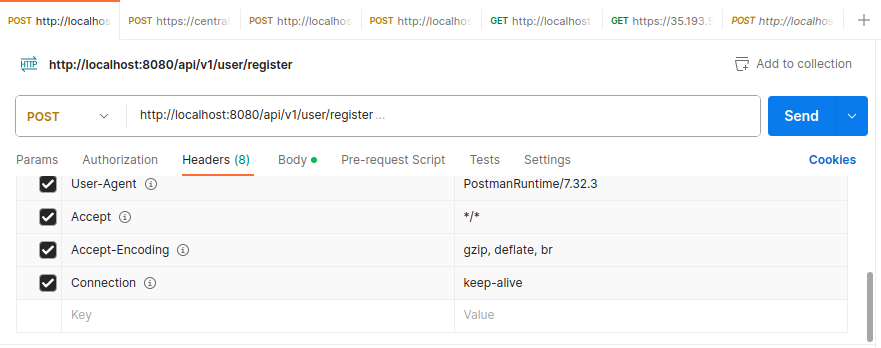 POST http://localhos POST https://central POST http://localhos POST http://localhos GET http://localhost GET https://35.193.5 POST http://localhos +
HTTP http://localhost:8080/api/v1/user/register Add to collection
POST http://localhost:8080/api/v1/user/register ... Send
Params Authorization Headers (8) Body Pre-request Script Tests Settings Cookies
User-Agent PostmanRuntime/7.32.3
Accept */*
Accept-Encoding gzip, deflate, br
Connection keep-alive
Key Value